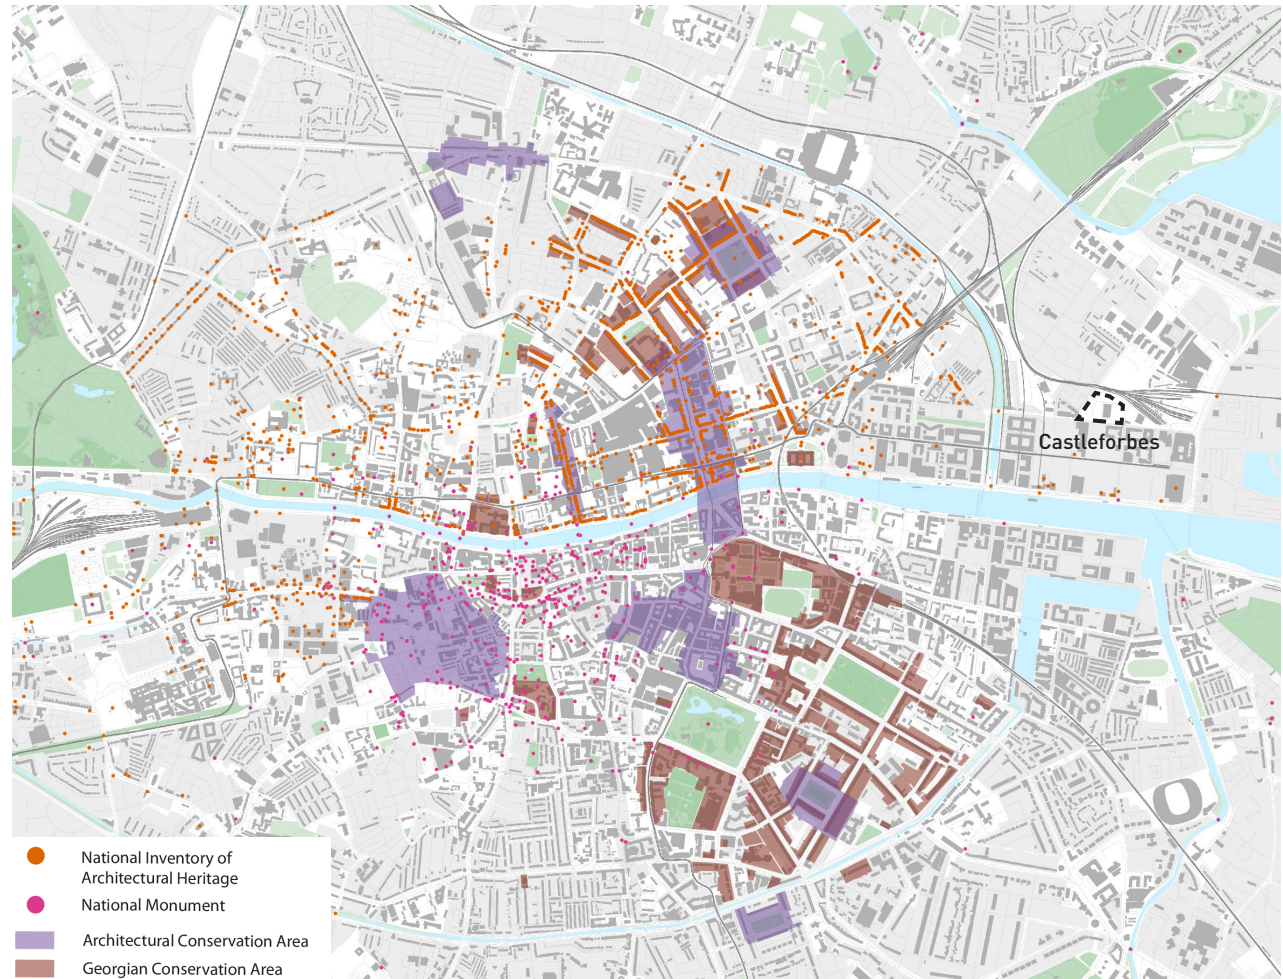 Castleforbes
National Inventory of
Architectural Heritage
National Monument
Architectural Conservation Area
Georgian Conservation Area